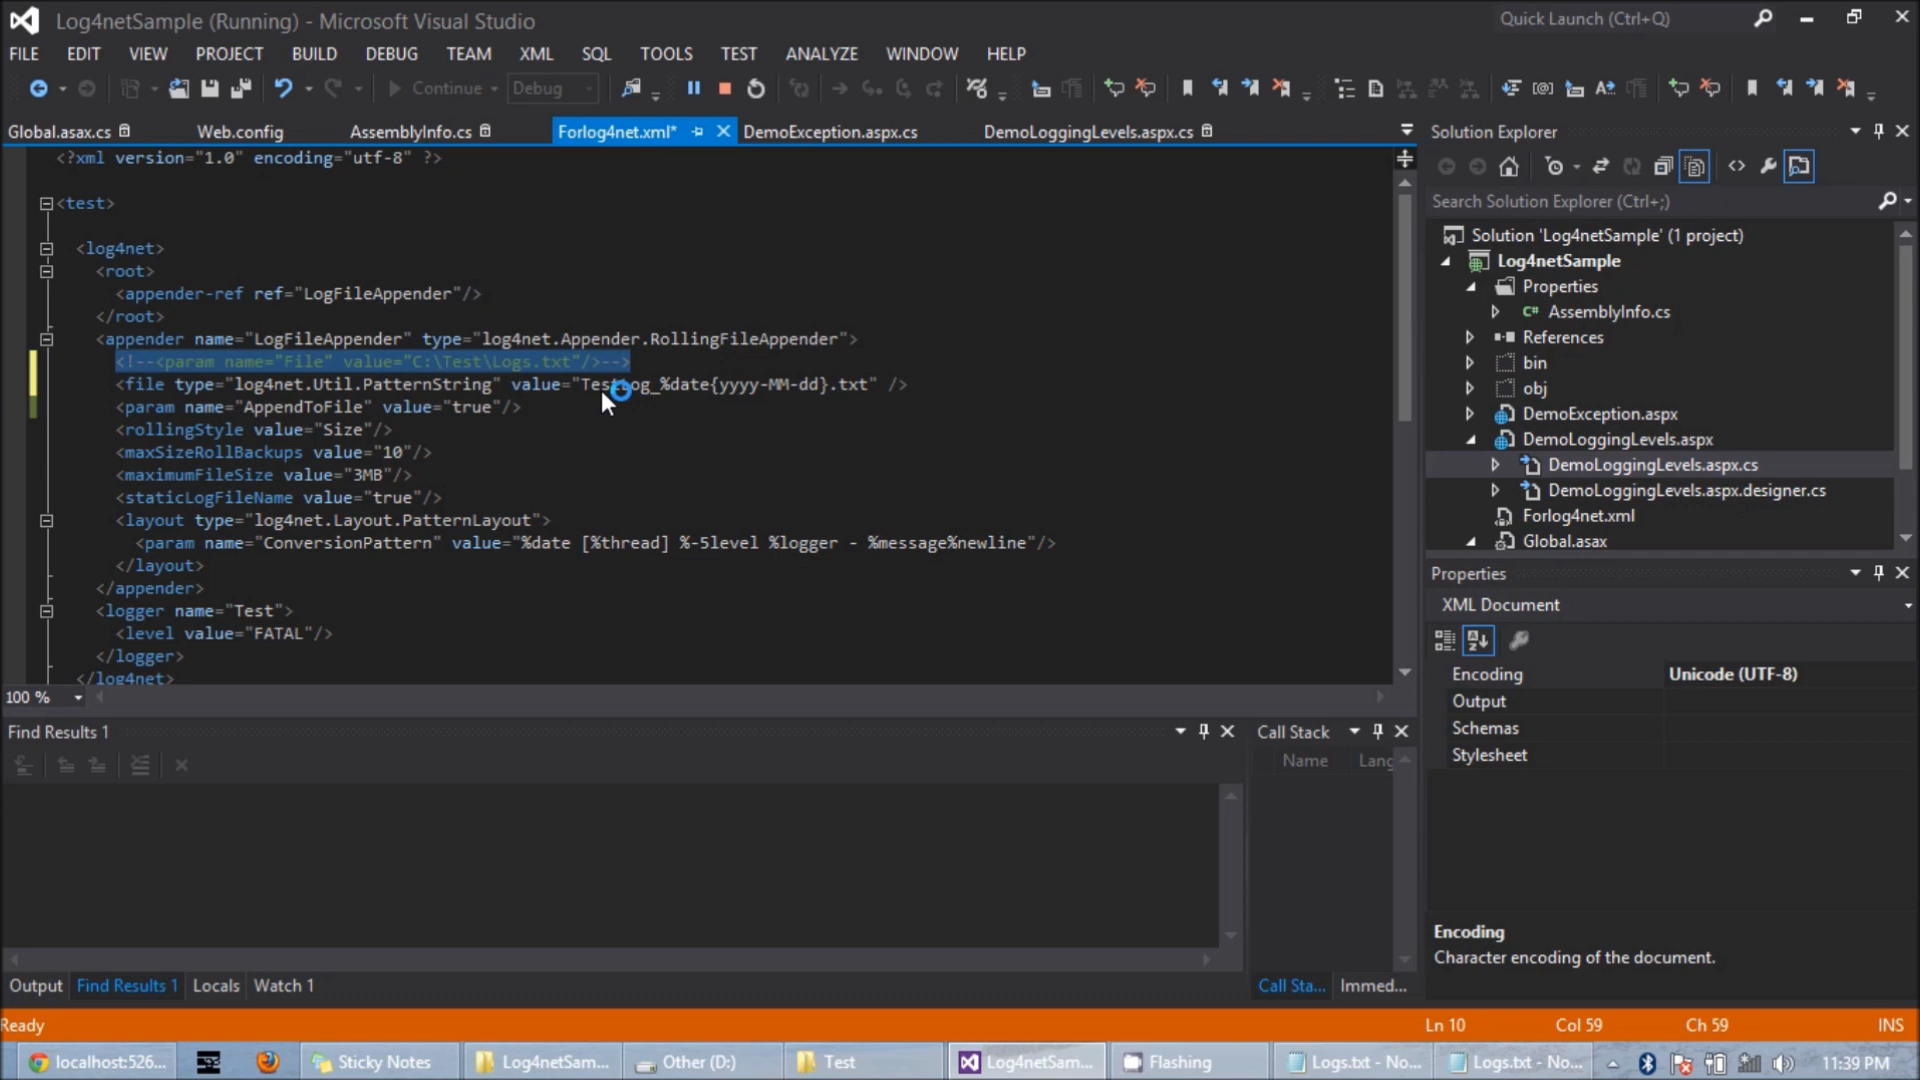 Log4netSample (Running) - Microsoft Visual Studio
Quick Launch (Ctrl+Q)
FILE EDIT VIEW PROJECT BUILD DEBUG TEAM XML SQL TOOLS TEST ANALYZE WINDOW HELP
Continue Debug
Global.asax.cs Web.config AssemblyInfo.cs Forlog4net.xml* DemoException.aspx.cs DemoLoggingLevels.aspx.cs
<?xml version="1.0" encoding="utf-8" ?>
<test>
<log4net>
<root>
<appender-ref ref="LogFileAppender"/>
</root>
<appender name="LogFileAppender" type="log4net.Appender.RollingFileAppender">
<!--<param name="File" value="C:\Test\Logs.txt"/>-->
<file type="log4net.Util.PatternString" value="TestLog_%date{yyyy-MM-dd}.txt" />
<param name="AppendToFile" value="true"/>
<rollingStyle value="Size"/>
<maxSizeRollBackups value="10"/>
<maximumFileSize value="3MB"/>
<staticLogFileName value="true"/>
<layout type="log4net.Layout.PatternLayout">
<param name="ConversionPattern" value="%date [%thread] %-5level %logger - %message%newline"/>
</layout>
</appender>
<logger name="Test">
<level value="FATAL"/>
</logger>
</log4net>
100 %
Solution Explorer
Search Solution Explorer (Ctrl+;)
Solution 'Log4netSample' (1 project)
Log4netSample
Properties
C# AssemblyInfo.cs
References
bin
obj
DemoException.aspx
DemoLoggingLevels.aspx
DemoLoggingLevels.aspx.cs
DemoLoggingLevels.aspx.designer.cs
Forlog4net.xml
Global.asax
Properties
XML Document
Encoding Unicode (UTF-8)
Output
Schemas
Stylesheet
Encoding
Character encoding of the document.
Find Results 1
Call Stack
Name Lang
Output Find Results 1 Locals Watch 1
Call Sta... Immed...
Ready
Ln 10 Col 59 Ch 59 INS
localhost:526... Sticky Notes Log4netSam... Other (D:) Test Log4netSam... Flashing Logs.txt - No... Logs.txt - No... 11:39 PM